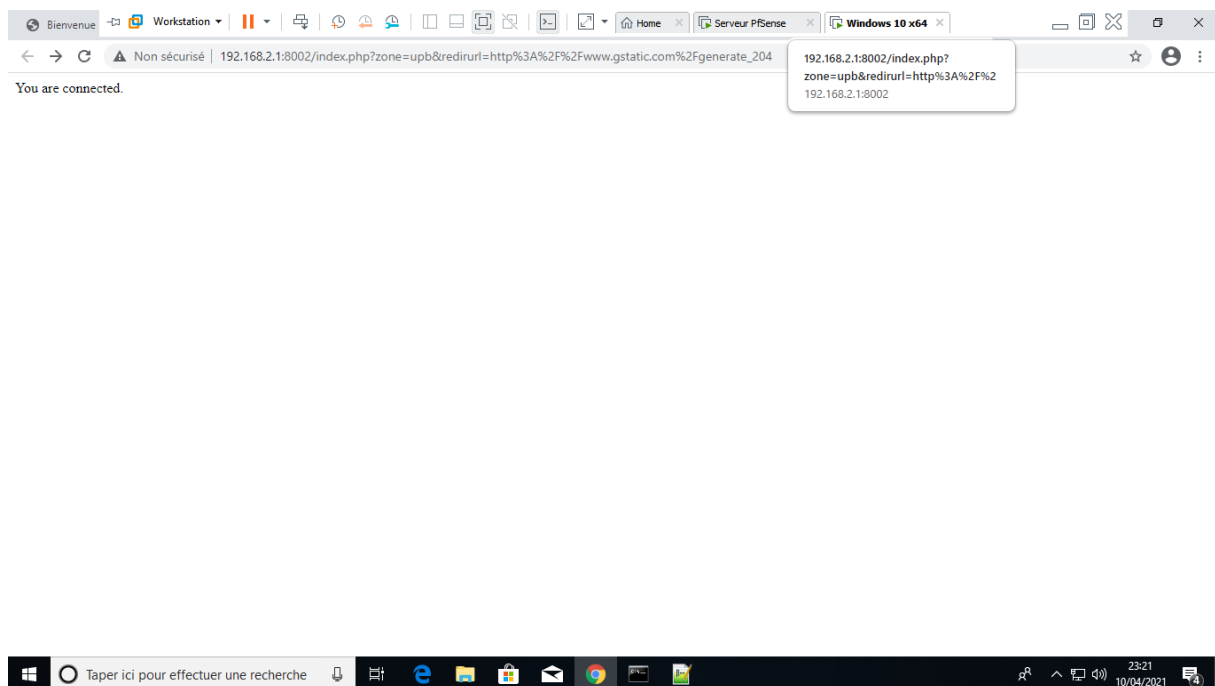 Bienvenue Workstation Home Serveur PfSense Windows 10 x64
Non sécurisé 192.168.2.1:8002/index.php?zone=upb&redirurl=http%3A%2F%2Fwww.gstatic.com%2Fgenerate_204
192.168.2.1:8002/index.php?
zone=upb&redirurl=http%3A%2F%2
192.168.2.1:8002
You are connected.
Taper ici pour effectuer une recherche
23:21
10/04/2021
4